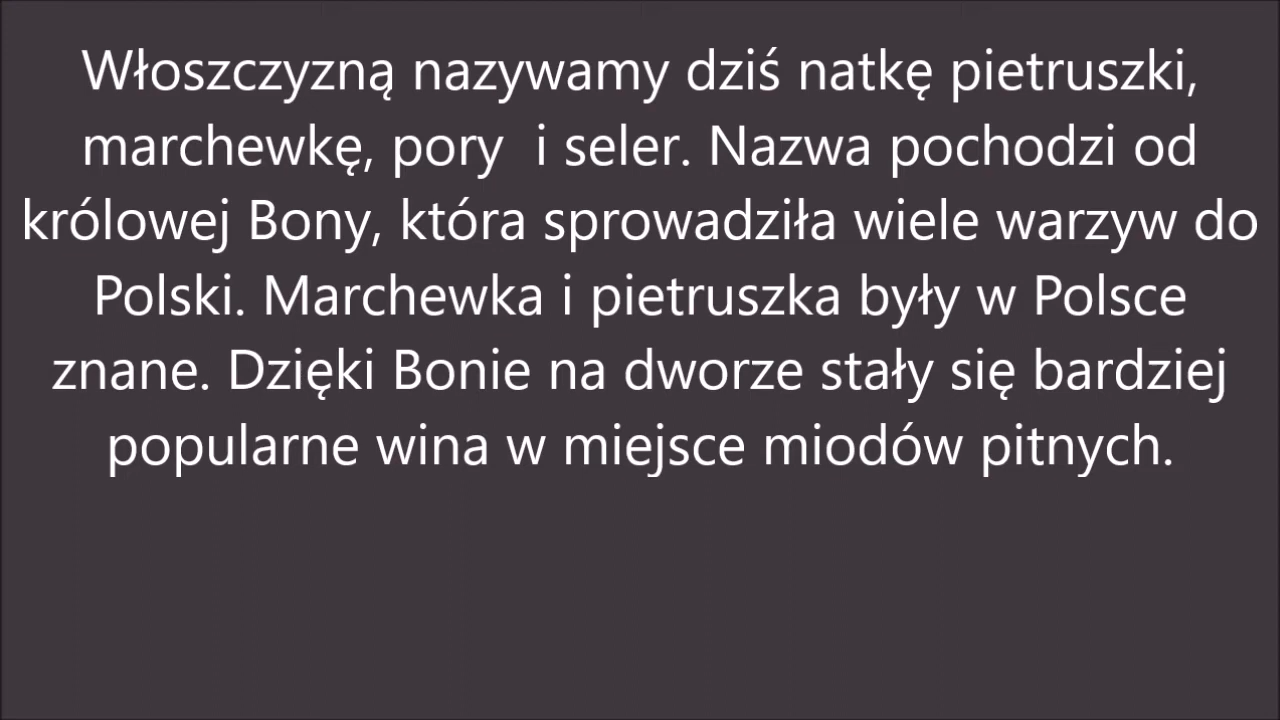 Włoszczyzną nazywamy dziś natkę pietruszki,
marchewkę, pory  i seler. Nazwa pochodzi od
królowej Bony, która sprowadziła wiele warzyw do
Polski. Marchewka i pietruszka były w Polsce
znane. Dzięki Bonie na dworze stały się bardziej
popularne wina w miejsce miodów pitnych.